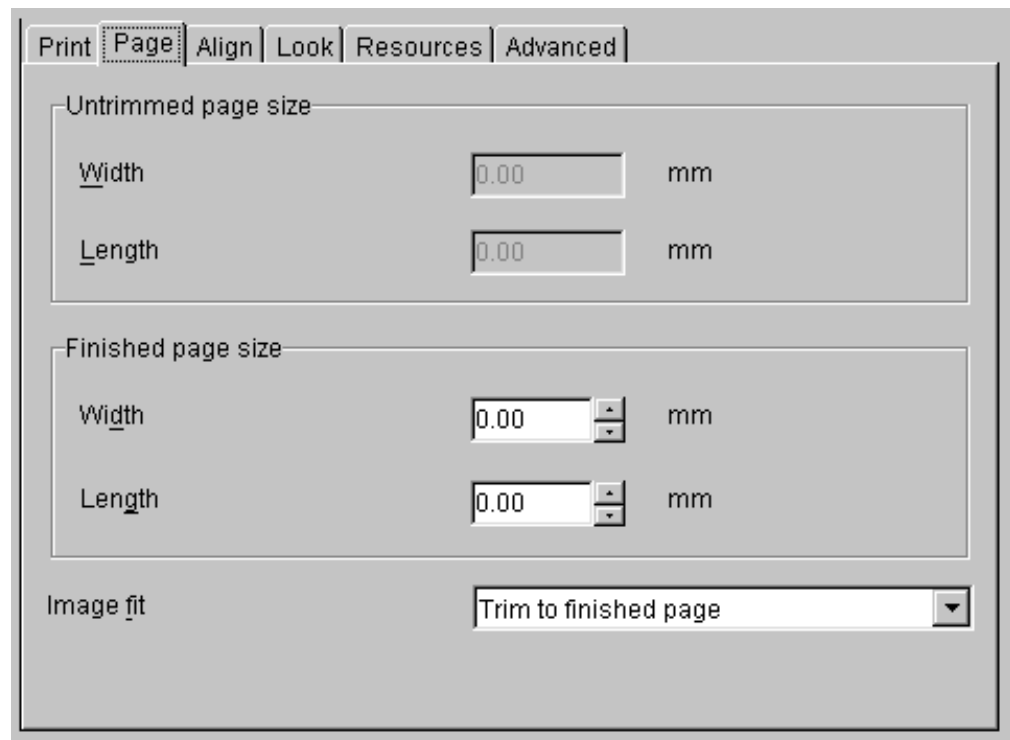 Print Page Align Look Resources Advanced
Untrimmed page size
Width 0.00 mm
Length 0.00 mm
Finished page size
Width 0.00 mm
Length 0.00 mm
Image fit Trim to finished page